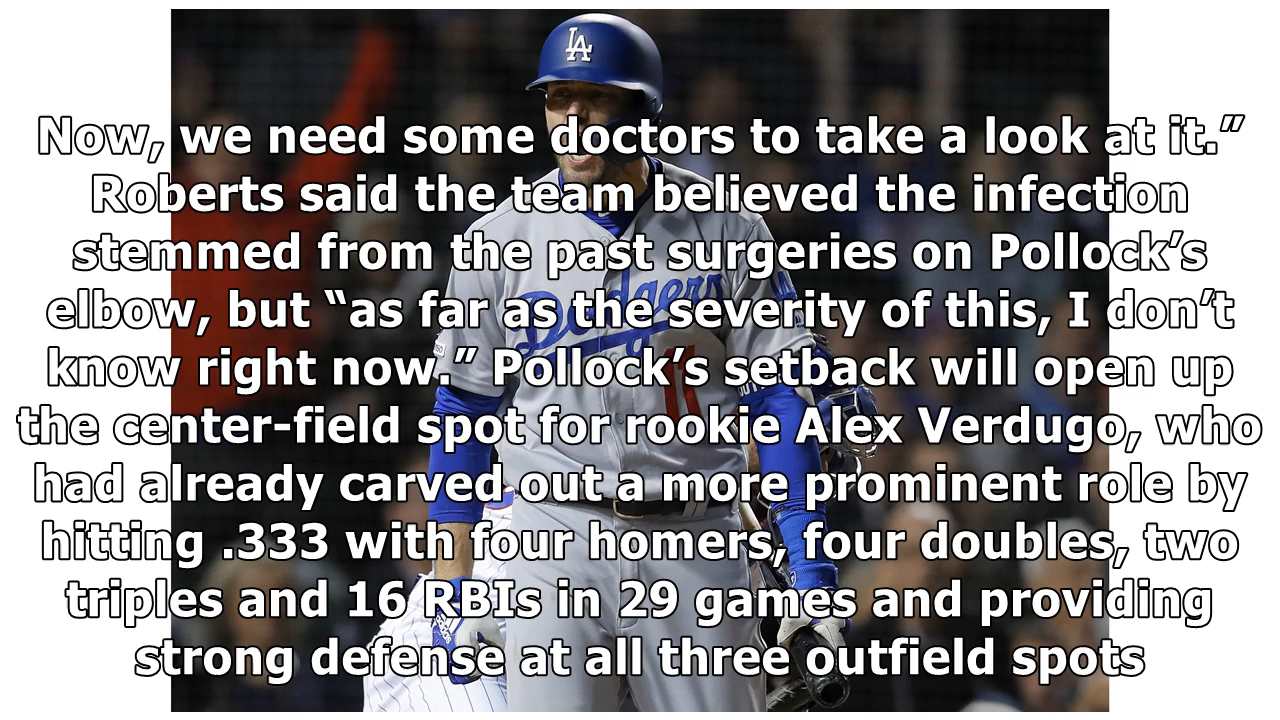 LA
Now, we need some doctors to take a look at it.”
Roberts said the team believed the infection
stemmed from the past surgeries on Pollock’s
elbow, but “as far as the severity of this, I don’t
know right now.” Pollock’s setback will open up
the center-field spot for rookie Alex Verdugo, who
had already carved out a more prominent role by
hitting .333 with four homers, four doubles, two
triples and 16 RBIs in 29 games and providing
strong defense at all three outfield spots
Dodgers
11
adidas